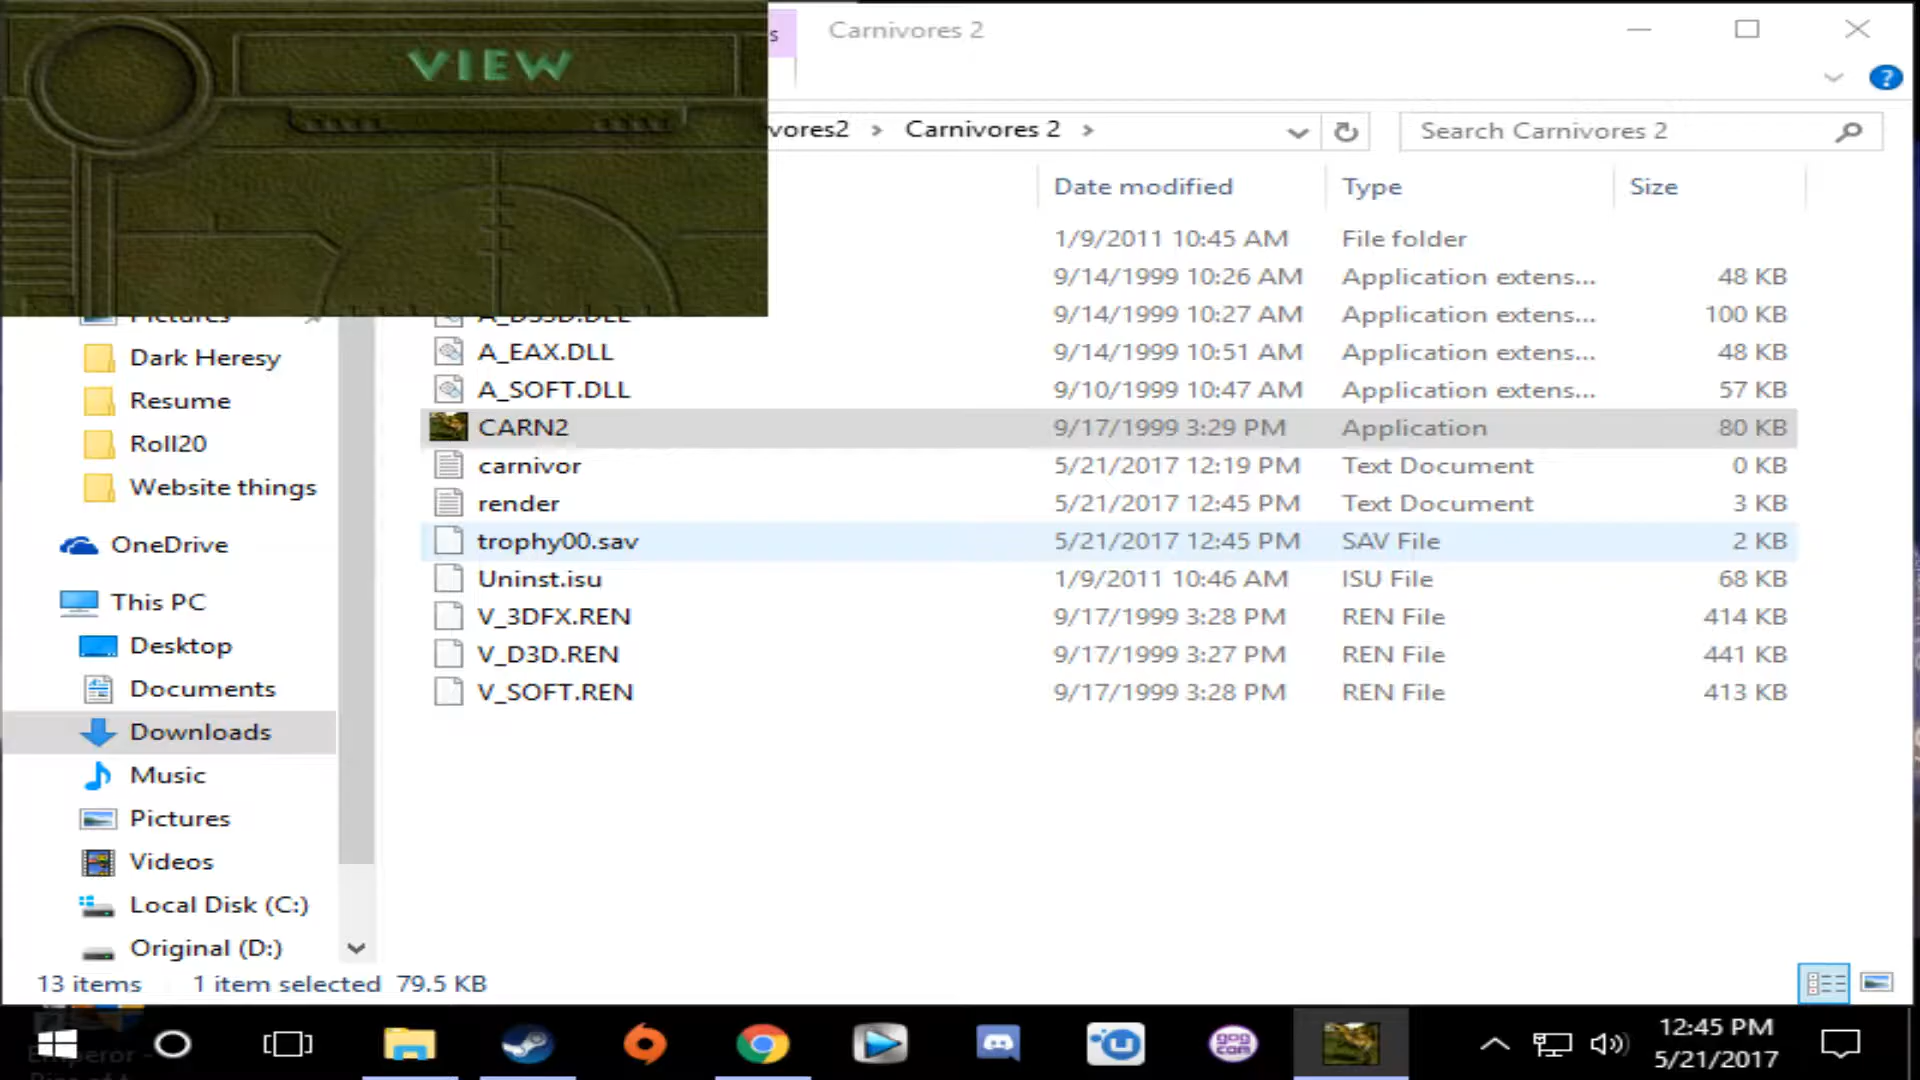 VIEW
s
Carnivores 2
?
vores2 > Carnivores 2 >
Search Carnivores 2
Date modified Type Size
1/9/2011 10:45 AM File folder
9/14/1999 10:26 AM Application extens... 48 KB
Pictures
A_DS3D.DLL 9/14/1999 10:27 AM Application extens... 100 KB
A_EAX.DLL 9/14/1999 10:51 AM Application extens... 48 KB
Dark Heresy
A_SOFT.DLL 9/10/1999 10:47 AM Application extens... 57 KB
Resume
CARN2 9/17/1999 3:29 PM Application 80 KB
Roll20
carnivor 5/21/2017 12:19 PM Text Document 0 KB
Website things
render 5/21/2017 12:45 PM Text Document 3 KB
trophy00.sav 5/21/2017 12:45 PM SAV File 2 KB
OneDrive
Uninst.isu 1/9/2011 10:46 AM ISU File 68 KB
This PC
V_3DFX.REN 9/17/1999 3:28 PM REN File 414 KB
Desktop
V_D3D.REN 9/17/1999 3:27 PM REN File 441 KB
Documents
V_SOFT.REN 9/17/1999 3:28 PM REN File 413 KB
Downloads
Music
Pictures
Videos
Local Disk (C:)
Original (D:)
13 items 1 item selected 79.5 KB
Emperor -
gog
com
12:45 PM
5/21/2017